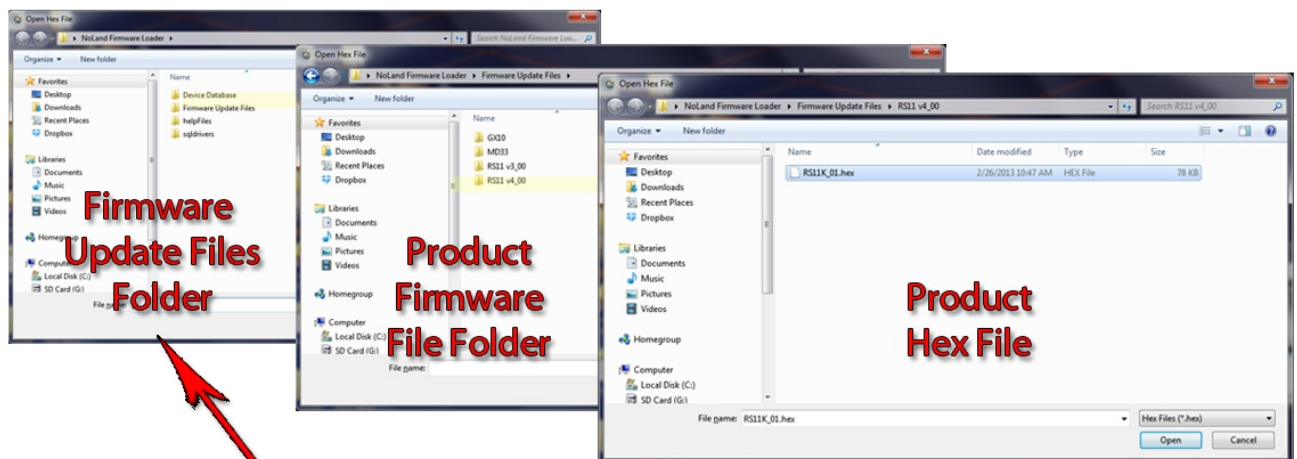 Open Hex File
NoLand Firmware Loader
Search NoLand Firmware Loa...
Organize
New folder
Favorites
Desktop
Downloads
Recent Places
Dropbox
Libraries
Documents
Music
Pictures
Videos
Homegroup
Computer
Local Disk (C:)
SD Card (G:)
Name
Device Database
Firmware Update Files
helpFiles
sqldrivers
File name:
Firmware
Update Files
Folder
Open Hex File
NoLand Firmware Loader
Firmware Update Files
Organize
New folder
Favorites
Desktop
Downloads
Recent Places
Dropbox
Libraries
Documents
Music
Pictures
Videos
Homegroup
Computer
Local Disk (C:)
SD Card (G:)
Name
GX10
MD33
RS11 v3_00
RS11 v4_00
File name:
Product
Firmware
File Folder
Open Hex File
NoLand Firmware Loader
Firmware Update Files
RS11 v4_00
Search RS11 v4_00
Organize
New folder
Favorites
Desktop
Downloads
Recent Places
Dropbox
Libraries
Documents
Music
Pictures
Videos
Homegroup
Computer
Local Disk (C:)
SD Card (G:)
Name Date modified Type Size
RS11K_01.hex 2/26/2013 10:47 AM HEX File 78 KB
Product
Hex File
File name: RS11K_01.hex
Hex Files (*.hex)
Open Cancel